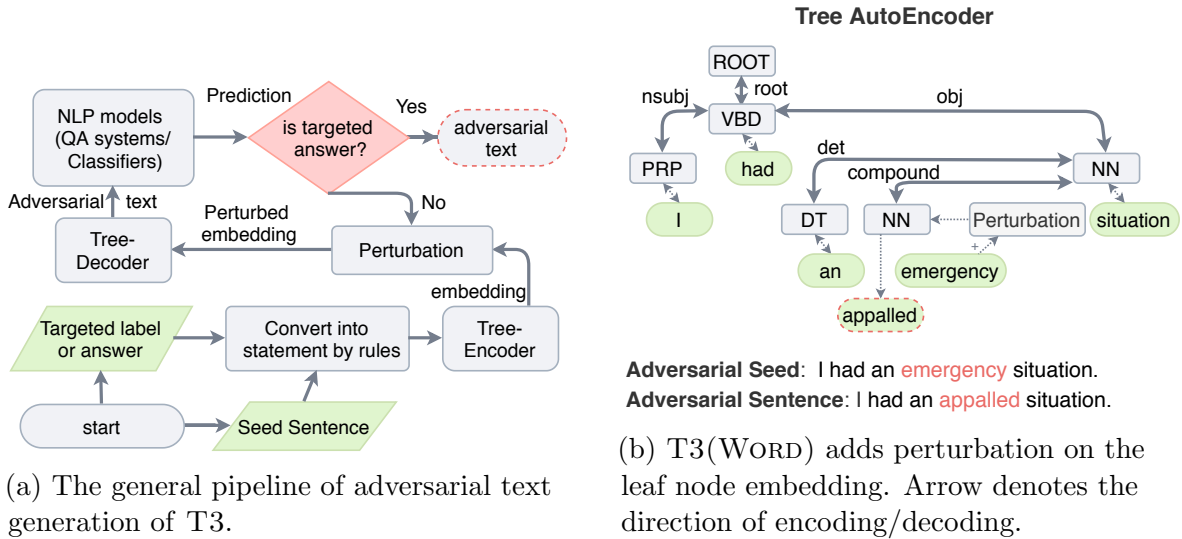 Prediction
Yes
NLP models
(QA systems/
Classifiers)
is targeted
answer?
adversarial
text
Adversarial
text
No
Perturbed
embedding
Tree-
Decoder
Perturbation
embedding
Targeted label
or answer
Convert into
statement by rules
Tree-
Encoder
start
Seed Sentence
(a) The general pipeline of adversarial text
generation of T3.
Tree AutoEncoder
ROOT
nsubj
root
obj
VBD
det
PRP
had
compound
NN
I
DT
NN
Perturbation
situation
+
an
emergency
appalled
Adversarial Seed: I had an emergency situation.
Adversarial Sentence: I had an appalled situation.
(b) T3(WORD) adds perturbation on the
leaf node embedding. Arrow denotes the
direction of encoding/decoding.